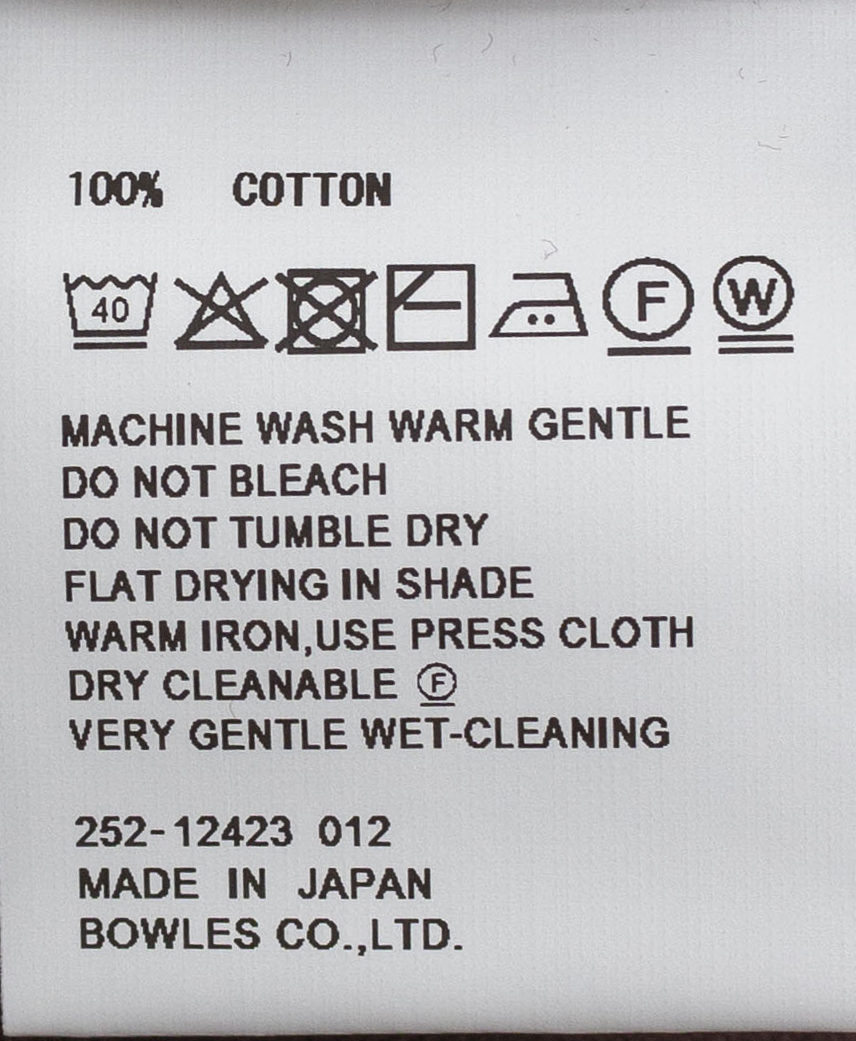 100% COTTON
40 F W
MACHINE WASH WARM GENTLE
DO NOT BLEACH
DO NOT TUMBLE DRY
FLAT DRYING IN SHADE
WARM IRON,USE PRESS CLOTH
DRY CLEANABLE Ⓕ
VERY GENTLE WET-CLEANING
252-12423 012
MADE IN JAPAN
BOWLES CO.,LTD.